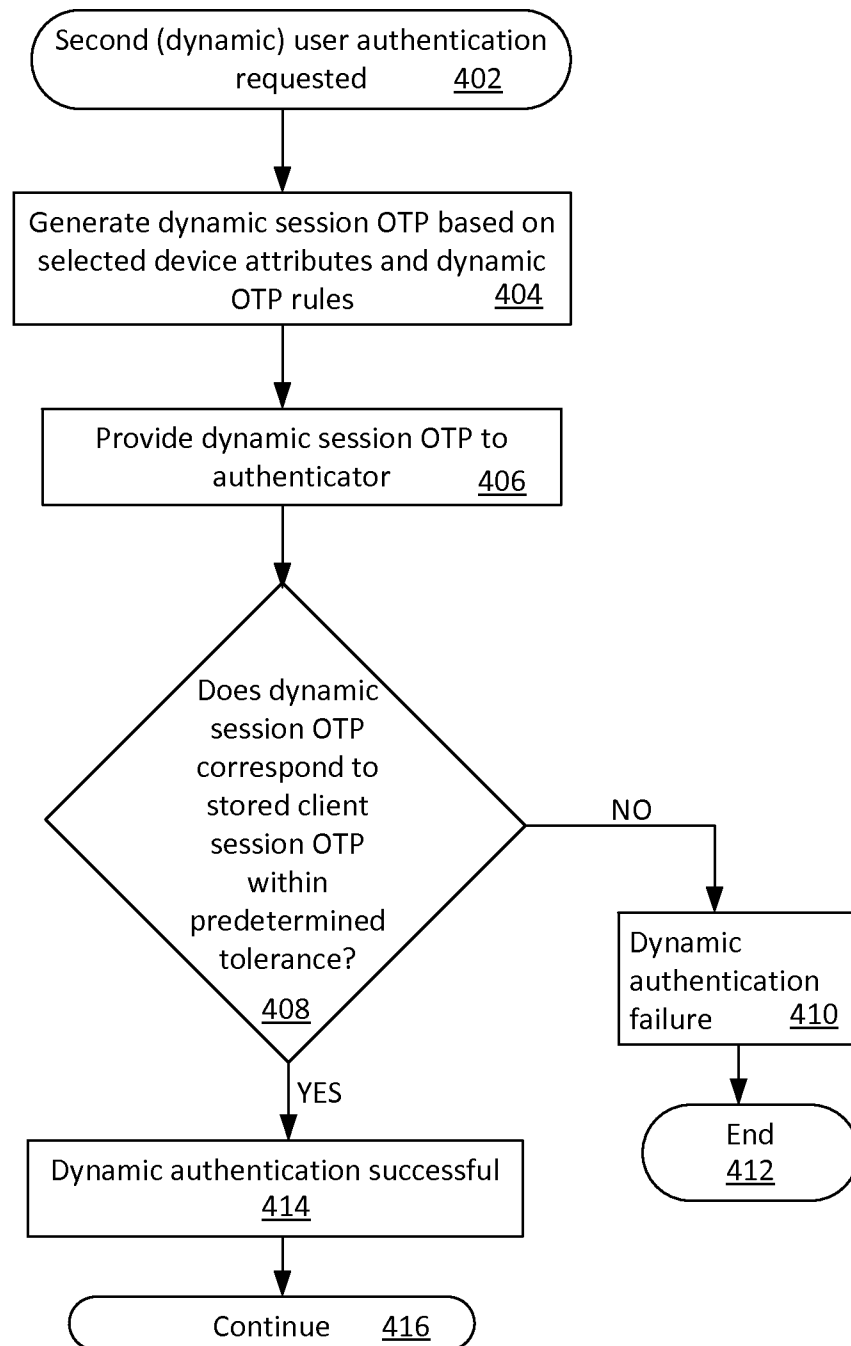 Second (dynamic) user authentication
requested 402
Generate dynamic session OTP based on
selected device attributes and dynamic
OTP rules 404
Provide dynamic session OTP to
authenticator 406
Does dynamic
session OTP
correspond to
stored client
session OTP
within
predetermined
tolerance?
408
NO
Dynamic
authentication
failure 410
End
412
YES
Dynamic authentication successful
414
Continue 416